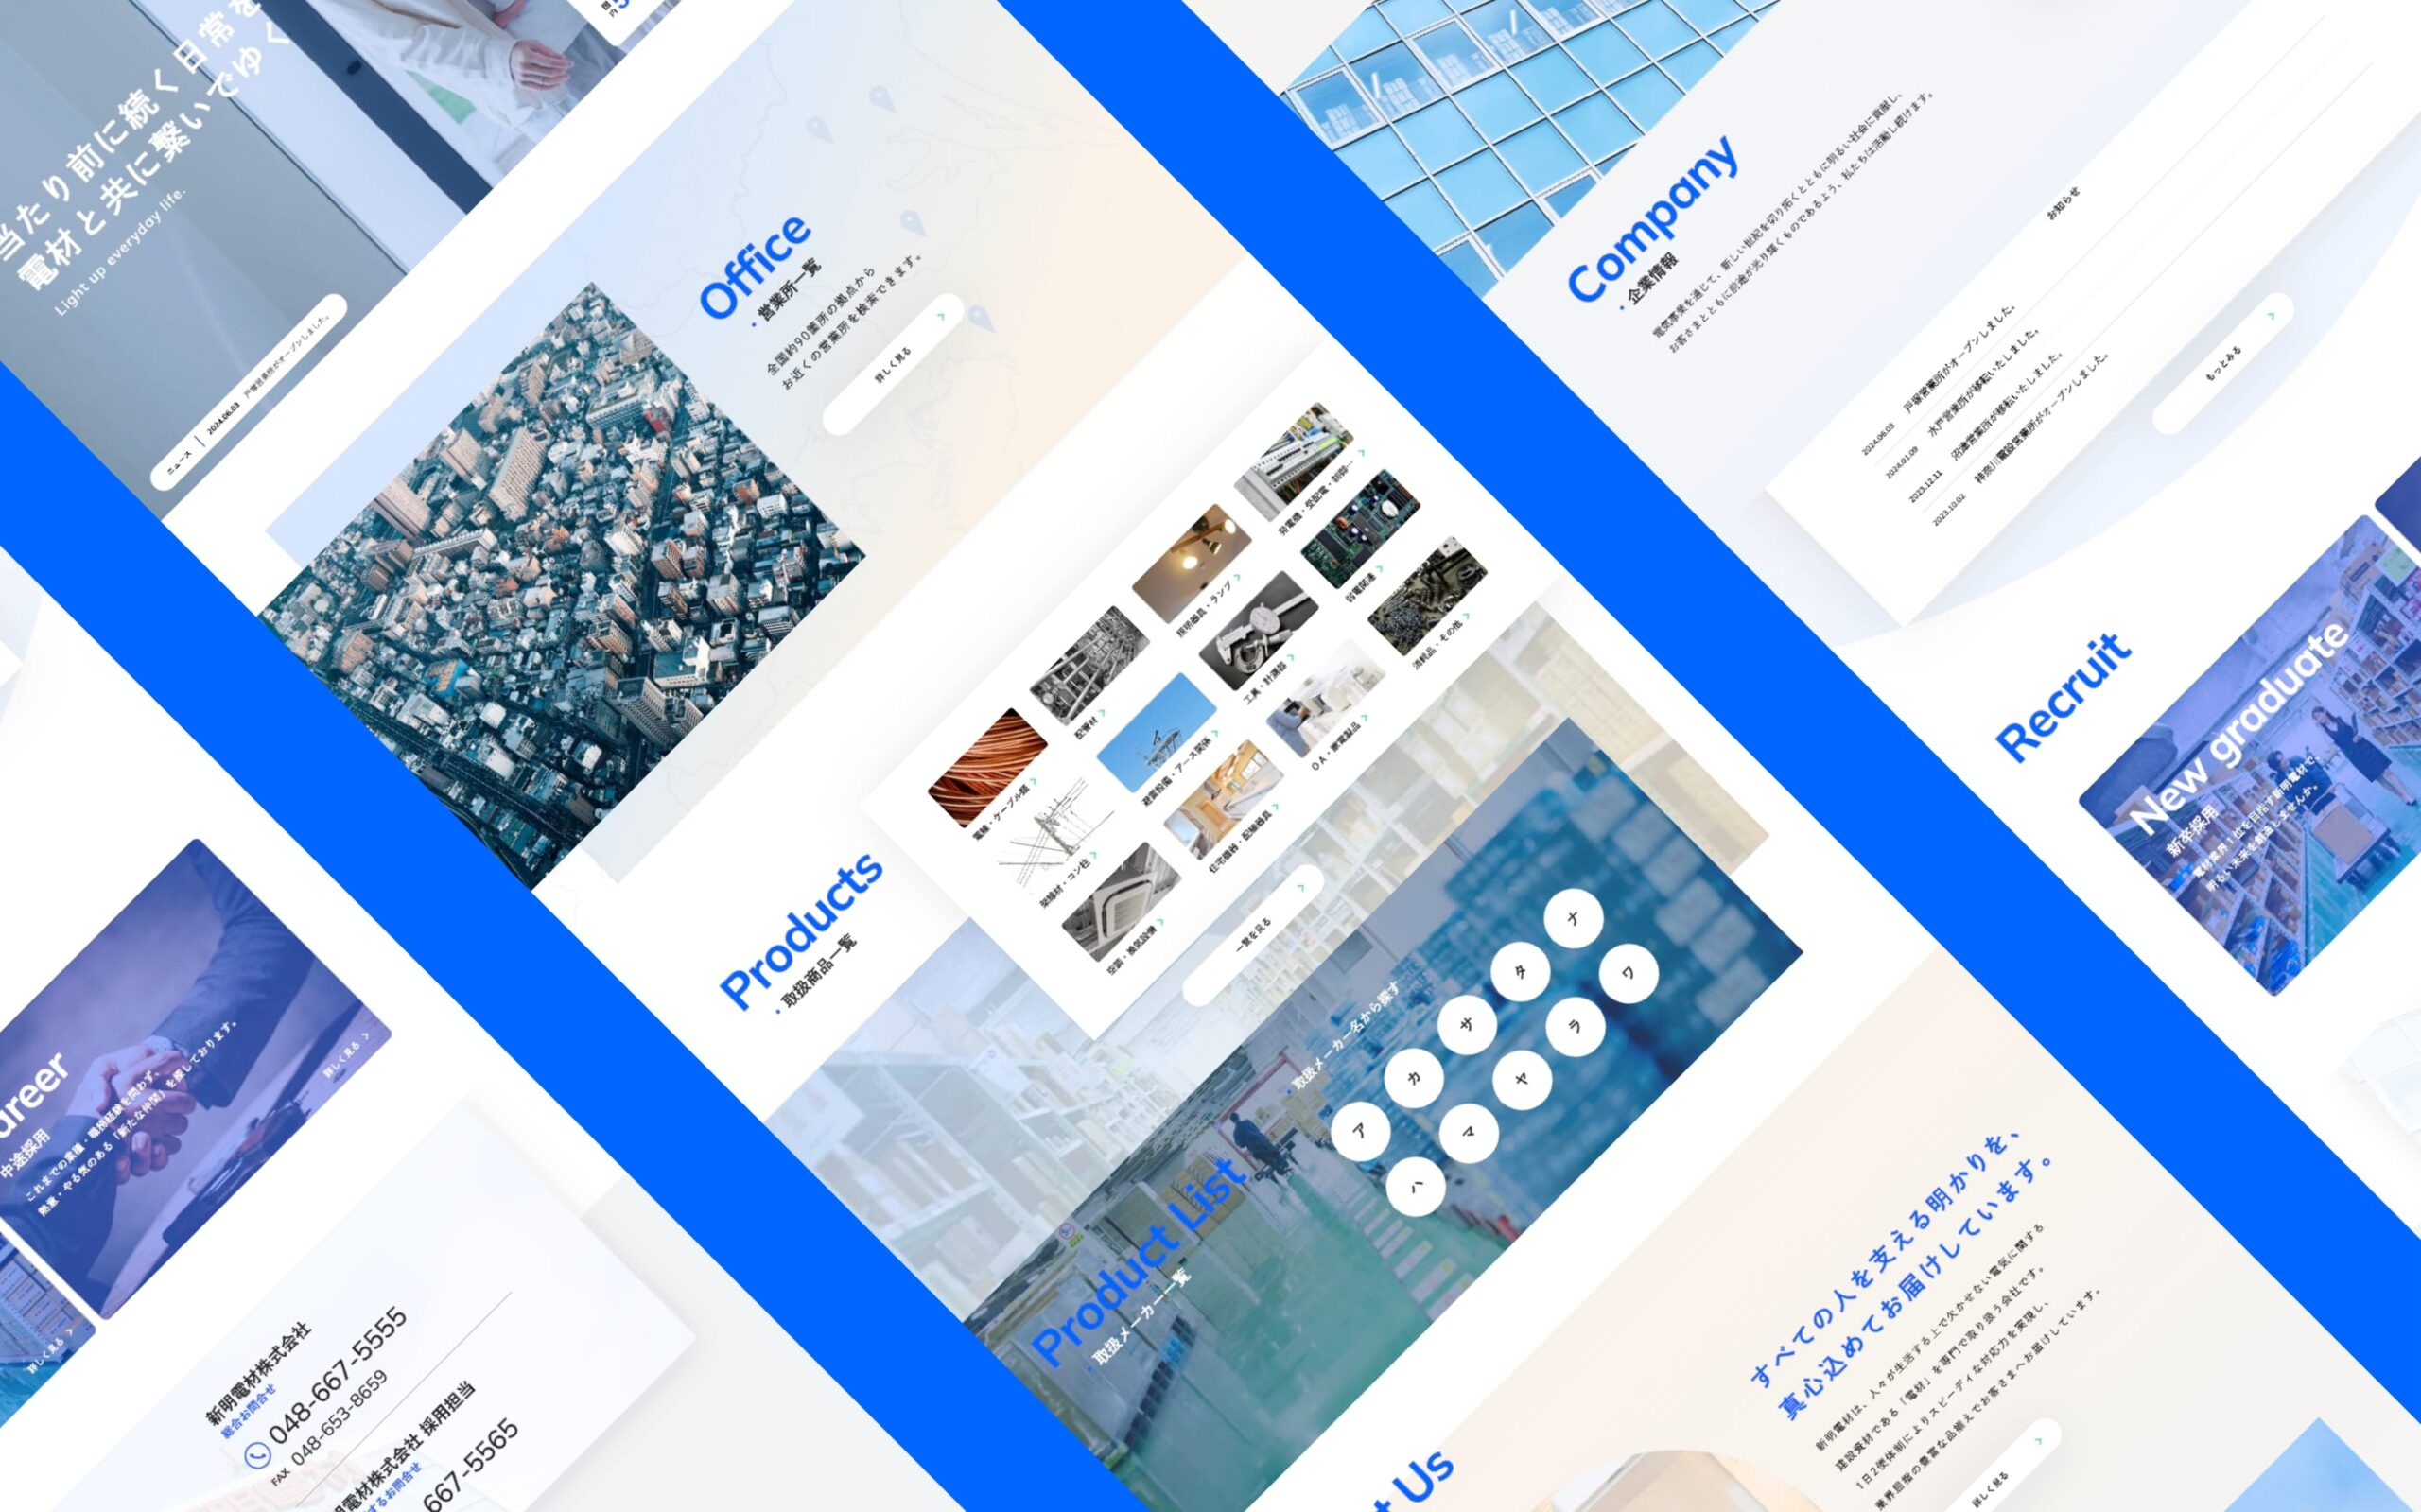 当たり前に続く日常を
電材と共に繋いでゆく
Light up everyday life.
ニュース
2024.06.03 戸塚営業所がオープンしました。
Office
営業所一覧
全国約90箇所の拠点から
お近くの営業所を検索できます。
詳しく見る
Products
取扱商品一覧
電線・ケーブル類
配管材
照明器具・ランプ
発電機・受配電・制御…
架線材・コン柱
避雷設備・アース関係
工具・計測器
弱電関連
空調・換気設備
住宅機器・配線器具
OA・家電製品
消耗品・その他
一覧を見る
Product List
取扱メーカー一覧
取扱メーカー名から探す
ア
カ
サ
タ
ナ
ハ
マ
ヤ
ラ
ワ
Company
企業情報
電気事業を通じて、新しい世紀を切り拓くとともに明るい社会に貢献し、
お客さまとともに前途が光り輝くものであるよう、私たちは活動し続けます。
お知らせ
2024.06.03 戸塚営業所がオープンしました。
2024.01.09 水戸営業所が移転いたしました。
2023.12.11 沼津営業所が移転いたしました。
2023.10.02 神奈川電設営業所がオープンしました。
もっとみる
Recruit
New graduate
新卒採用
電材業界1位を目指す新明電材で、
明るい未来を創造しませんか。
areer
中途採用
これまでの業種・職種経験を問わず、
熱意・やる気のある「新たな仲間」を探しております。
詳しく見る
詳しく見る
新明電材株式会社
総合お問合せ
048-667-5555
FAX 048-653-8659
電材株式会社 採用担当
するお問合せ
667-5565
t Us
すべての人を支える明かりを、
真心込めてお届けしています。
新明電材は、人々が生活する上で欠かせない電気に関する
建設資材である「電材」を専門で取り扱う会社です。
1日2便体制によりスピーディな対応力を実現し、
業界屈指の豊富な品揃えでお客さまへお届けしています。
詳しく見る